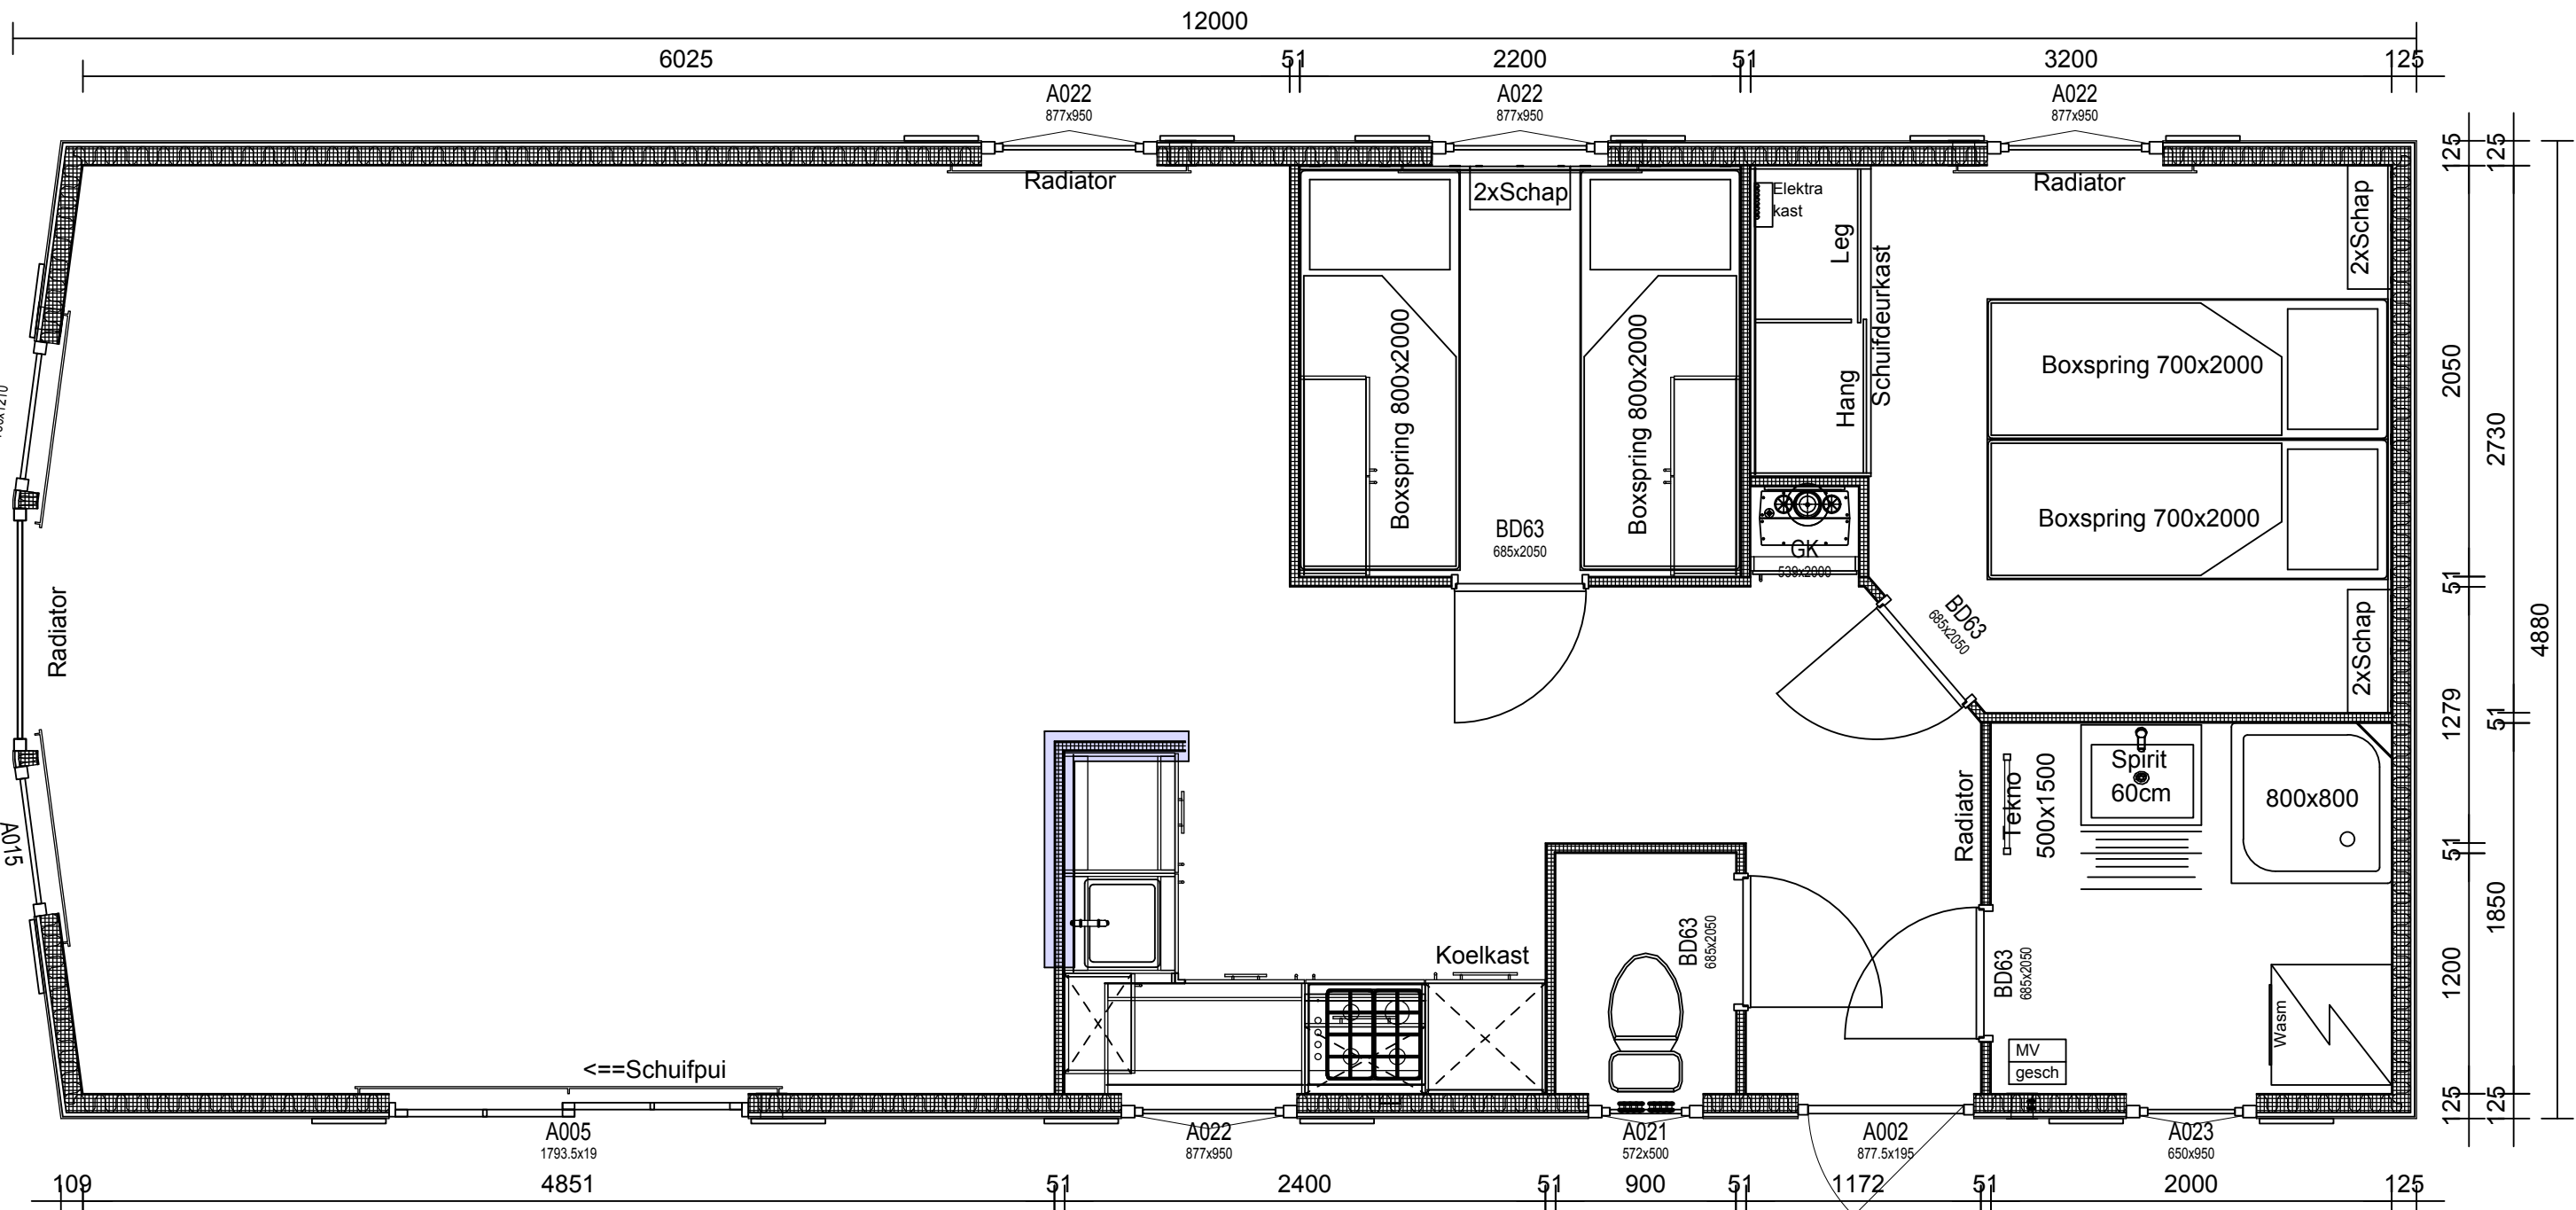 12000
6025
51
2200
51
3200
125
A022
877x950
A022
877x950
A022
877x950
Radiator
2xSchap
Elektra
kast
Leg
Hang
Schuifdeurkast
Radiator
2xSchap
Boxspring 800x2000
Boxspring 800x2000
Boxspring 700x2000
Boxspring 700x2000
BD63
685x2050
GK
539x2000
BD63
685x2050
2xSchap
Radiator
A015
Radiator
Tekno
500x1500
Spirit
60cm
800x800
Koelkast
BD63
685x2050
BD63
685x2050
Wasm
MV
gesch
<==Schuifpui
A005
1793.5x19
A022
877x950
A021
572x500
A002
877.5x195
A023
650x950
109
4851
51
2400
51
900
51
1172
51
2000
125
125
2050
51
1279
51
1200
125
125
2730
51
1850
125
4880